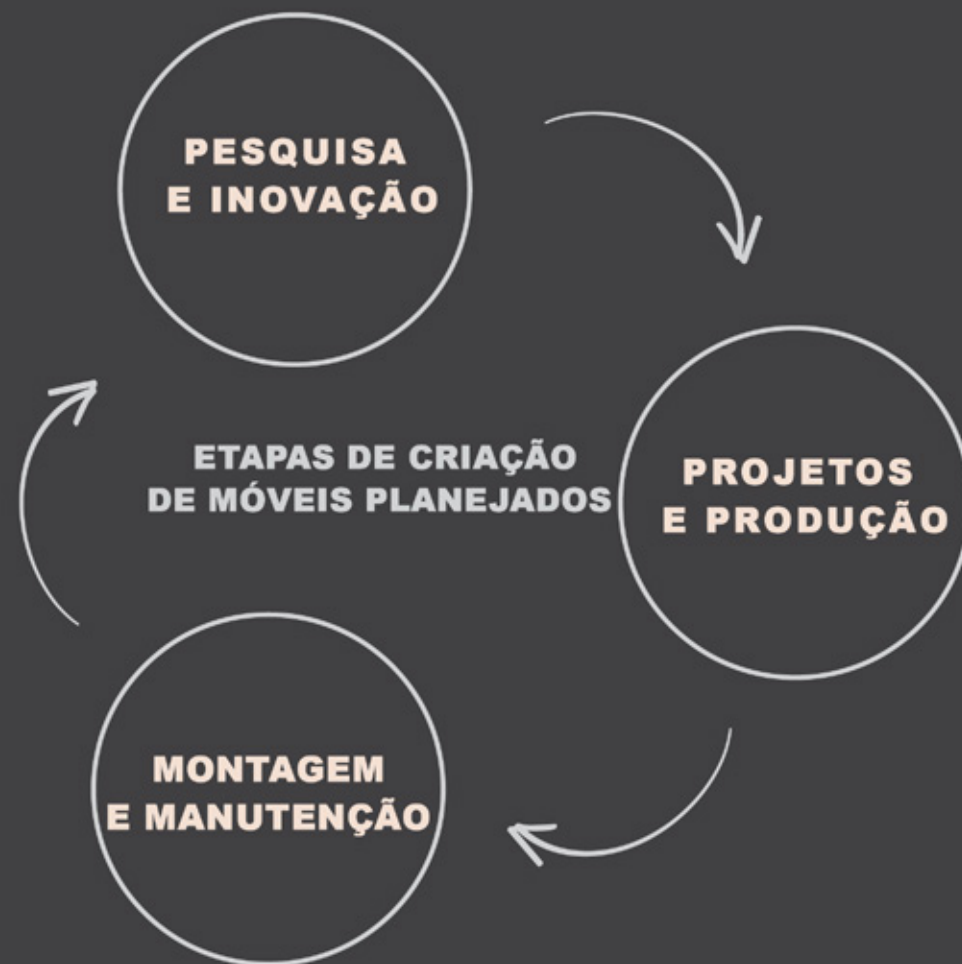 PESQUISA
E INOVAÇÃO
ETAPAS DE CRIAÇÃO
DE MÓVEIS PLANEJADOS
PROJETOS
E PRODUÇÃO
MONTAGEM
E MANUTENÇÃO